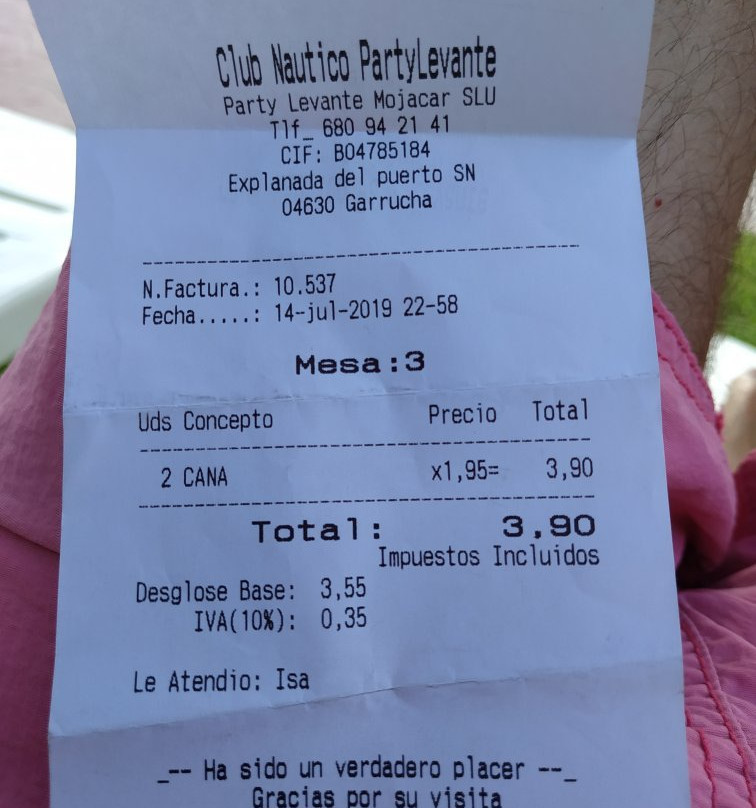 Club Nautico PartyLevante
Party Levante Mojacar SLU
Tlf_ 680 94 21 41
CIF: B04785184
Explanada del puerto SN
04630 Garrucha
N.Factura.: 10.537
Fecha.....: 14-jul-2019 22-58
Mesa:3
Uds Concepto Precio Total
2 CANA x1,95= 3,90
Total: 3,90
Impuestos Incluidos
Desglose Base: 3,55
IVA(10%): 0,35
Le Atendio: Isa
_-- Ha sido un verdadero placer --_
Gracias por su visita